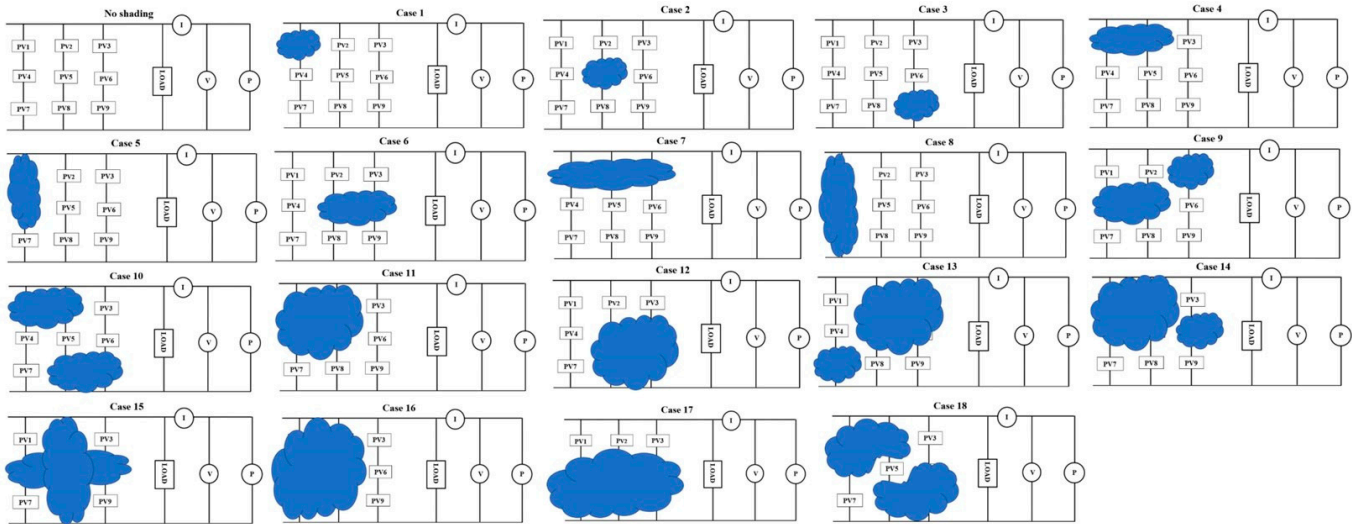 No shading
I
PV1 PV2 PV3
PV4 PV5 PV6 LOAD V P
PV7 PV8 PV9
Case 1
I
PV2 PV3
PV4 PV5 PV6 LOAD V P
PV7 PV8 PV9
Case 2
I
PV1 PV2 PV3
PV4 PV6 LOAD V P
PV7 PV8 PV9
Case 3
I
PV1 PV2 PV3
PV4 PV5 PV6 LOAD V P
PV7 PV8
Case 4
I
PV3
PV4 PV5 PV6 LOAD V P
PV7 PV8 PV9
Case 5
I
PV2 PV3
PV5 PV6 LOAD V P
PV7 PV8 PV9
Case 6
I
PV1 PV2 PV3
PV4 LOAD V P
PV7 PV8 PV9
Case 7
I
PV4 PV5 PV6 LOAD V P
PV7 PV8 PV9
Case 8
I
PV2 PV3
PV5 PV6 LOAD V P
PV8 PV9
Case 9
I
PV1 PV2
PV6 LOAD V P
PV7 PV8 PV9
Case 10
I
PV3
PV4 PV5 PV6 LOAD V P
PV7
Case 11
I
PV3
PV6 LOAD V P
PV7 PV8 PV9
Case 12
I
PV1 PV2 PV3
PV4 LOAD V P
PV7
Case 13
I
PV1
PV4 LOAD V P
PV8 PV9
Case 14
I
PV3
LOAD V P
PV7 PV8 PV9
Case 15
I
PV1 PV3
LOAD V P
PV7 PV9
Case 16
I
PV3
PV6 LOAD V P
PV9
Case 17
I
PV1 PV2 PV3
LOAD V P
Case 18
I
PV3
PV5 LOAD V P
PV7